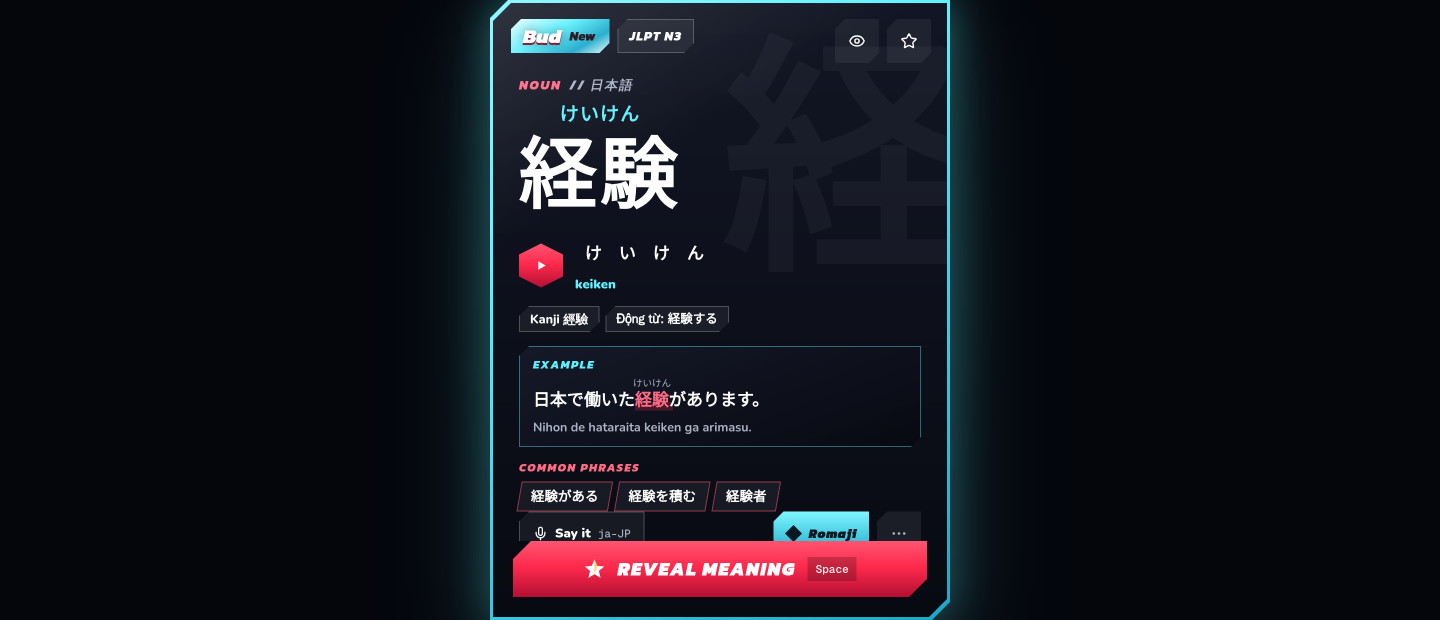 Bud New JLPT N3
NOUN // 日本語
けいけん
経験
経
け い け ん
keiken
Kanji 經驗 Động từ: 経験する
EXAMPLE
けいけん
日本で働いた経験があります。
Nihon de hataraita keiken ga arimasu.
COMMON PHRASES
経験がある 経験を積む 経験者
Say it ja-JP Romaji ...
REVEAL MEANING Space